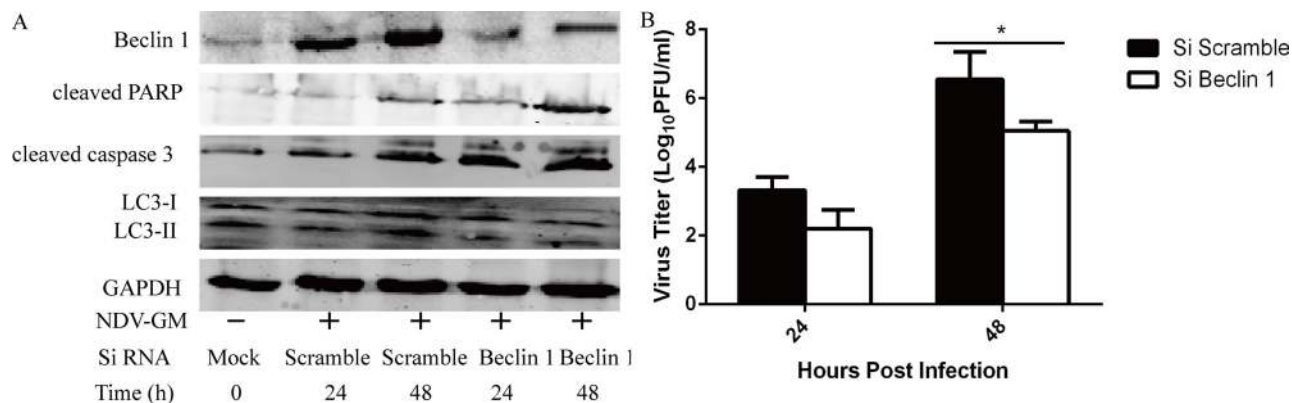 A
Beclin 1
cleaved PARP
cleaved caspase 3
LC3-I
LC3-II
GAPDH
NDV-GM − + + + +
Si RNA Mock Scramble Scramble Beclin 1 Beclin 1
Time (h) 0 24 48 24 48
B
Virus Titer (Log10PFU/ml)
8
6
4
2
0
*
24 48
Hours Post Infection
Si Scramble
Si Beclin 1